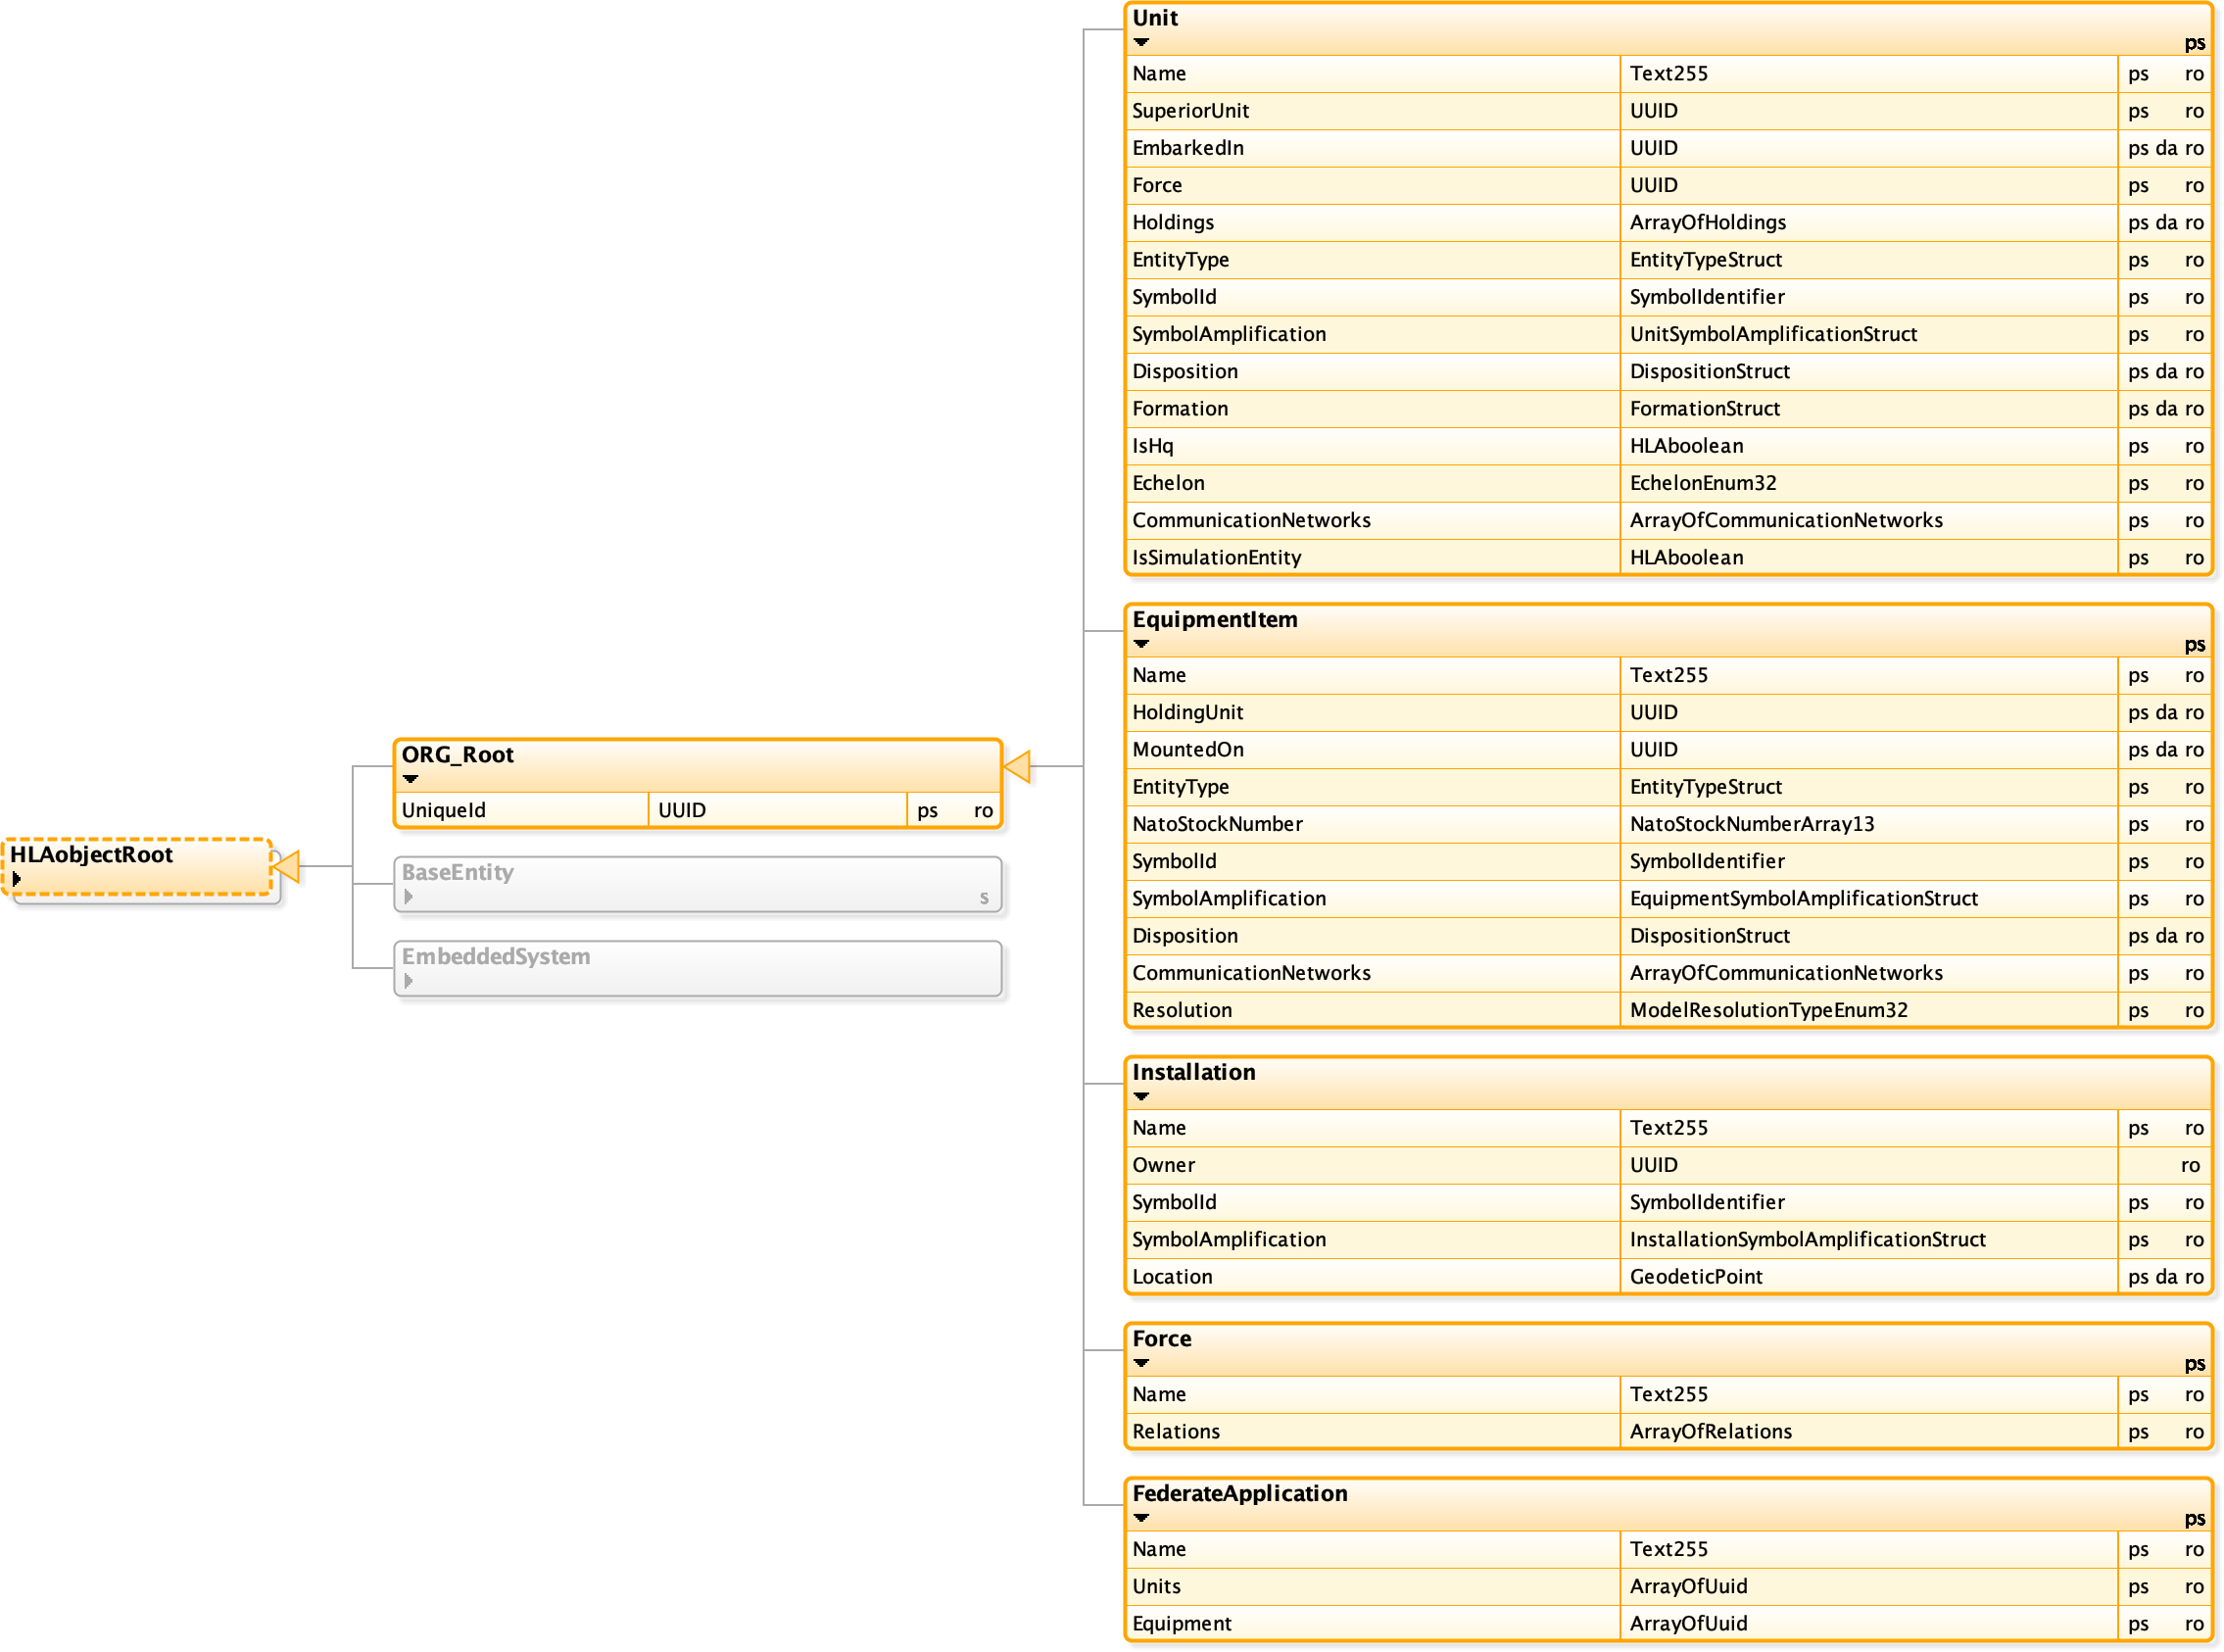 HLAobjectRoot
ORG_Root
UniqueId UUID ps ro
BaseEntity
s
EmbeddedSystem
Unit
ps
Name Text255 ps ro
SuperiorUnit UUID ps ro
EmbarkedIn UUID ps da ro
Force UUID ps ro
Holdings ArrayOfHoldings ps da ro
EntityType EntityTypeStruct ps ro
SymbolId SymbolIdentifier ps ro
SymbolAmplification UnitSymbolAmplificationStruct ps ro
Disposition DispositionStruct ps da ro
Formation FormationStruct ps da ro
IsHq HLAboolean ps ro
Echelon EchelonEnum32 ps ro
CommunicationNetworks ArrayOfCommunicationNetworks ps ro
IsSimulationEntity HLAboolean ps ro
EquipmentItem
ps
Name Text255 ps ro
HoldingUnit UUID ps da ro
MountedOn UUID ps da ro
EntityType EntityTypeStruct ps ro
NatoStockNumber NatoStockNumberArray13 ps ro
SymbolId SymbolIdentifier ps ro
SymbolAmplification EquipmentSymbolAmplificationStruct ps ro
Disposition DispositionStruct ps da ro
CommunicationNetworks ArrayOfCommunicationNetworks ps ro
Resolution ModelResolutionTypeEnum32 ps ro
Installation
Name Text255 ps ro
Owner UUID ro
SymbolId SymbolIdentifier ps ro
SymbolAmplification InstallationSymbolAmplificationStruct ps ro
Location GeodeticPoint ps da ro
Force
ps
Name Text255 ps ro
Relations ArrayOfRelations ps ro
FederateApplication
ps
Name Text255 ps ro
Units ArrayOfUuid ps ro
Equipment ArrayOfUuid ps ro